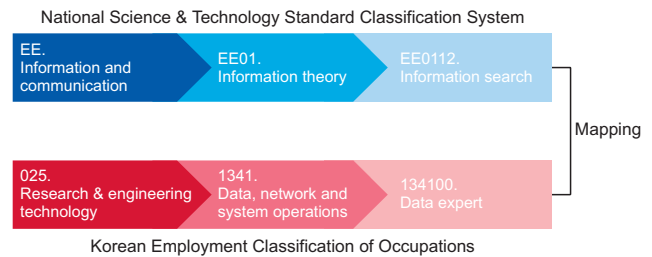 National Science & Technology Standard Classification System
EE.
Information and
communication
EE01.
Information theory
EE0112.
Information search
Mapping
025.
Research & engineering
technology
1341.
Data, network and
system operations
134100.
Data expert
Korean Employment Classification of Occupations